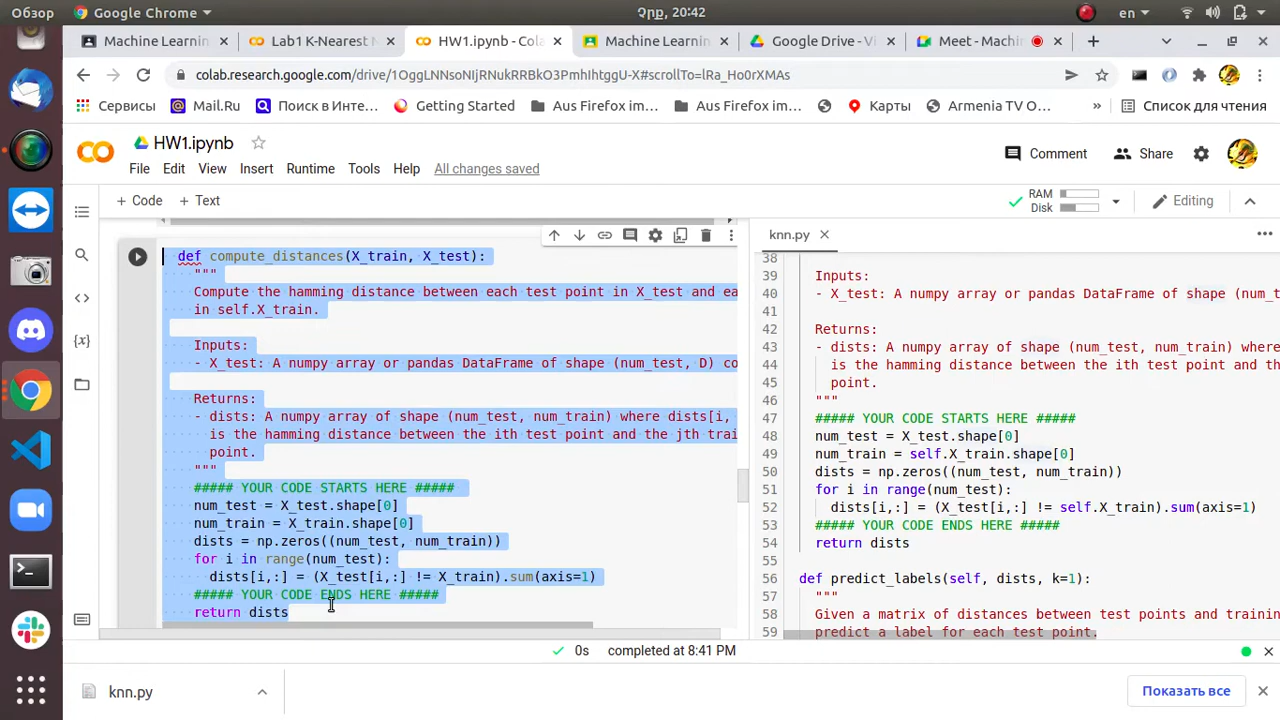 Обзор
Google Chrome
Չրք, 20:42
en
Machine Learning
Lab1 K-Nearest N
HW1.ipynb - Cola
Machine Learning
Google Drive - Vi
Meet - Machin
colab.research.google.com/drive/1OggLNNsoNIjRNukRRBkO3PmhIhtggU-X#scrollTo=lRa_Ho0rXMAs
Сервисы
Mail.Ru
Поиск в Инте...
Getting Started
Aus Firefox im...
Aus Firefox im...
Карты
Armenia TV O...
»
Список для чтения
HW1.ipynb
Comment
Share
File Edit View Insert Runtime Tools Help All changes saved
+ Code + Text
RAM
Disk
Editing
def compute_distances(X_train, X_test):
"""
Compute the hamming distance between each test point in X_test and ea
in self.X_train.
Inputs:
- X_test: A numpy array or pandas DataFrame of shape (num_test, D) co
Returns:
- dists: A numpy array of shape (num_test, num_train) where dists[i,
is the hamming distance between the ith test point and the jth trai
point.
"""
##### YOUR CODE STARTS HERE #####
num_test = X_test.shape[0]
num_train = X_train.shape[0]
dists = np.zeros((num_test, num_train))
for i in range(num_test):
dists[i,:] = (X_test[i,:] != X_train).sum(axis=1)
##### YOUR CODE ENDS HERE #####
return dists
knn.py
38
39 Inputs:
40 - X_test: A numpy array or pandas DataFrame of shape (num_t
41
42 Returns:
43 - dists: A numpy array of shape (num_test, num_train) wher
44 is the hamming distance between the ith test point and th
45 point.
46 """
47 ##### YOUR CODE STARTS HERE #####
48 num_test = X_test.shape[0]
49 num_train = self.X_train.shape[0]
50 dists = np.zeros((num_test, num_train))
51 for i in range(num_test):
52 dists[i,:] = (X_test[i,:] != self.X_train).sum(axis=1)
53 ##### YOUR CODE ENDS HERE #####
54 return dists
55
56 def predict_labels(self, dists, k=1):
57 """
58 Given a matrix of distances between test points and traini
59 predict a label for each test point.
0s completed at 8:41 PM
knn.py
Показать все